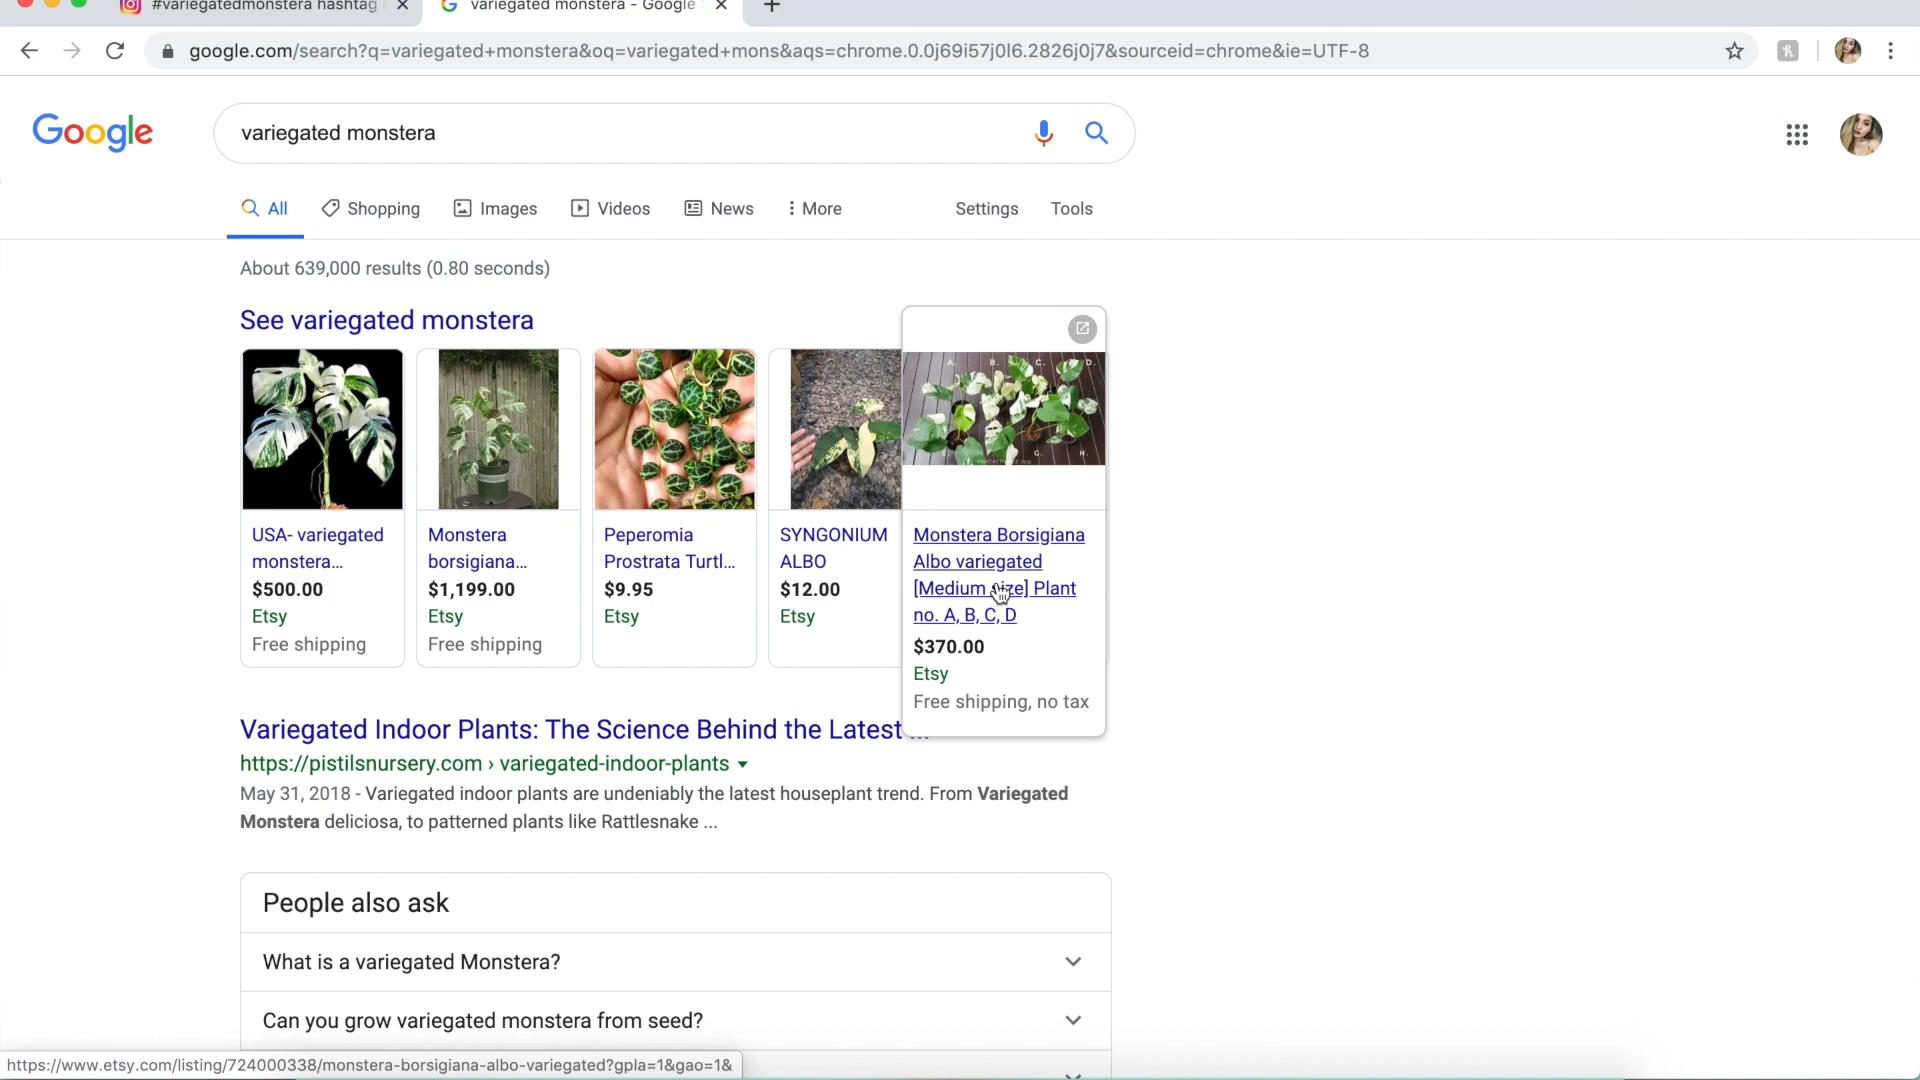 #variegatedmonstera hashtag
variegated monstera - Google
google.com/search?q=variegated+monstera&oq=variegated+mons&aqs=chrome.0.0j69i57j0l6.2826j0j7&sourceid=chrome&ie=UTF-8
Google
variegated monstera
All Shopping Images Videos News More Settings Tools
About 639,000 results (0.80 seconds)
See variegated monstera
USA- variegated
monstera...
$500.00
Etsy
Free shipping
Monstera
borsigiana...
$1,199.00
Etsy
Free shipping
Peperomia
Prostrata Turtl...
$9.95
Etsy
SYNGONIUM
ALBO
$12.00
Etsy
A. B. C. D.
G. H.
Monstera Borsigiana
Albo variegated
[Medium size] Plant
no. A, B, C, D
$370.00
Etsy
Free shipping, no tax
Variegated Indoor Plants: The Science Behind the Latest ...
https://pistilsnursery.com › variegated-indoor-plants
May 31, 2018 - Variegated indoor plants are undeniably the latest houseplant trend. From Variegated
Monstera deliciosa, to patterned plants like Rattlesnake ...
People also ask
What is a variegated Monstera?
Can you grow variegated monstera from seed?
https://www.etsy.com/listing/724000338/monstera-borsigiana-albo-variegated?gpla=1&gao=1&